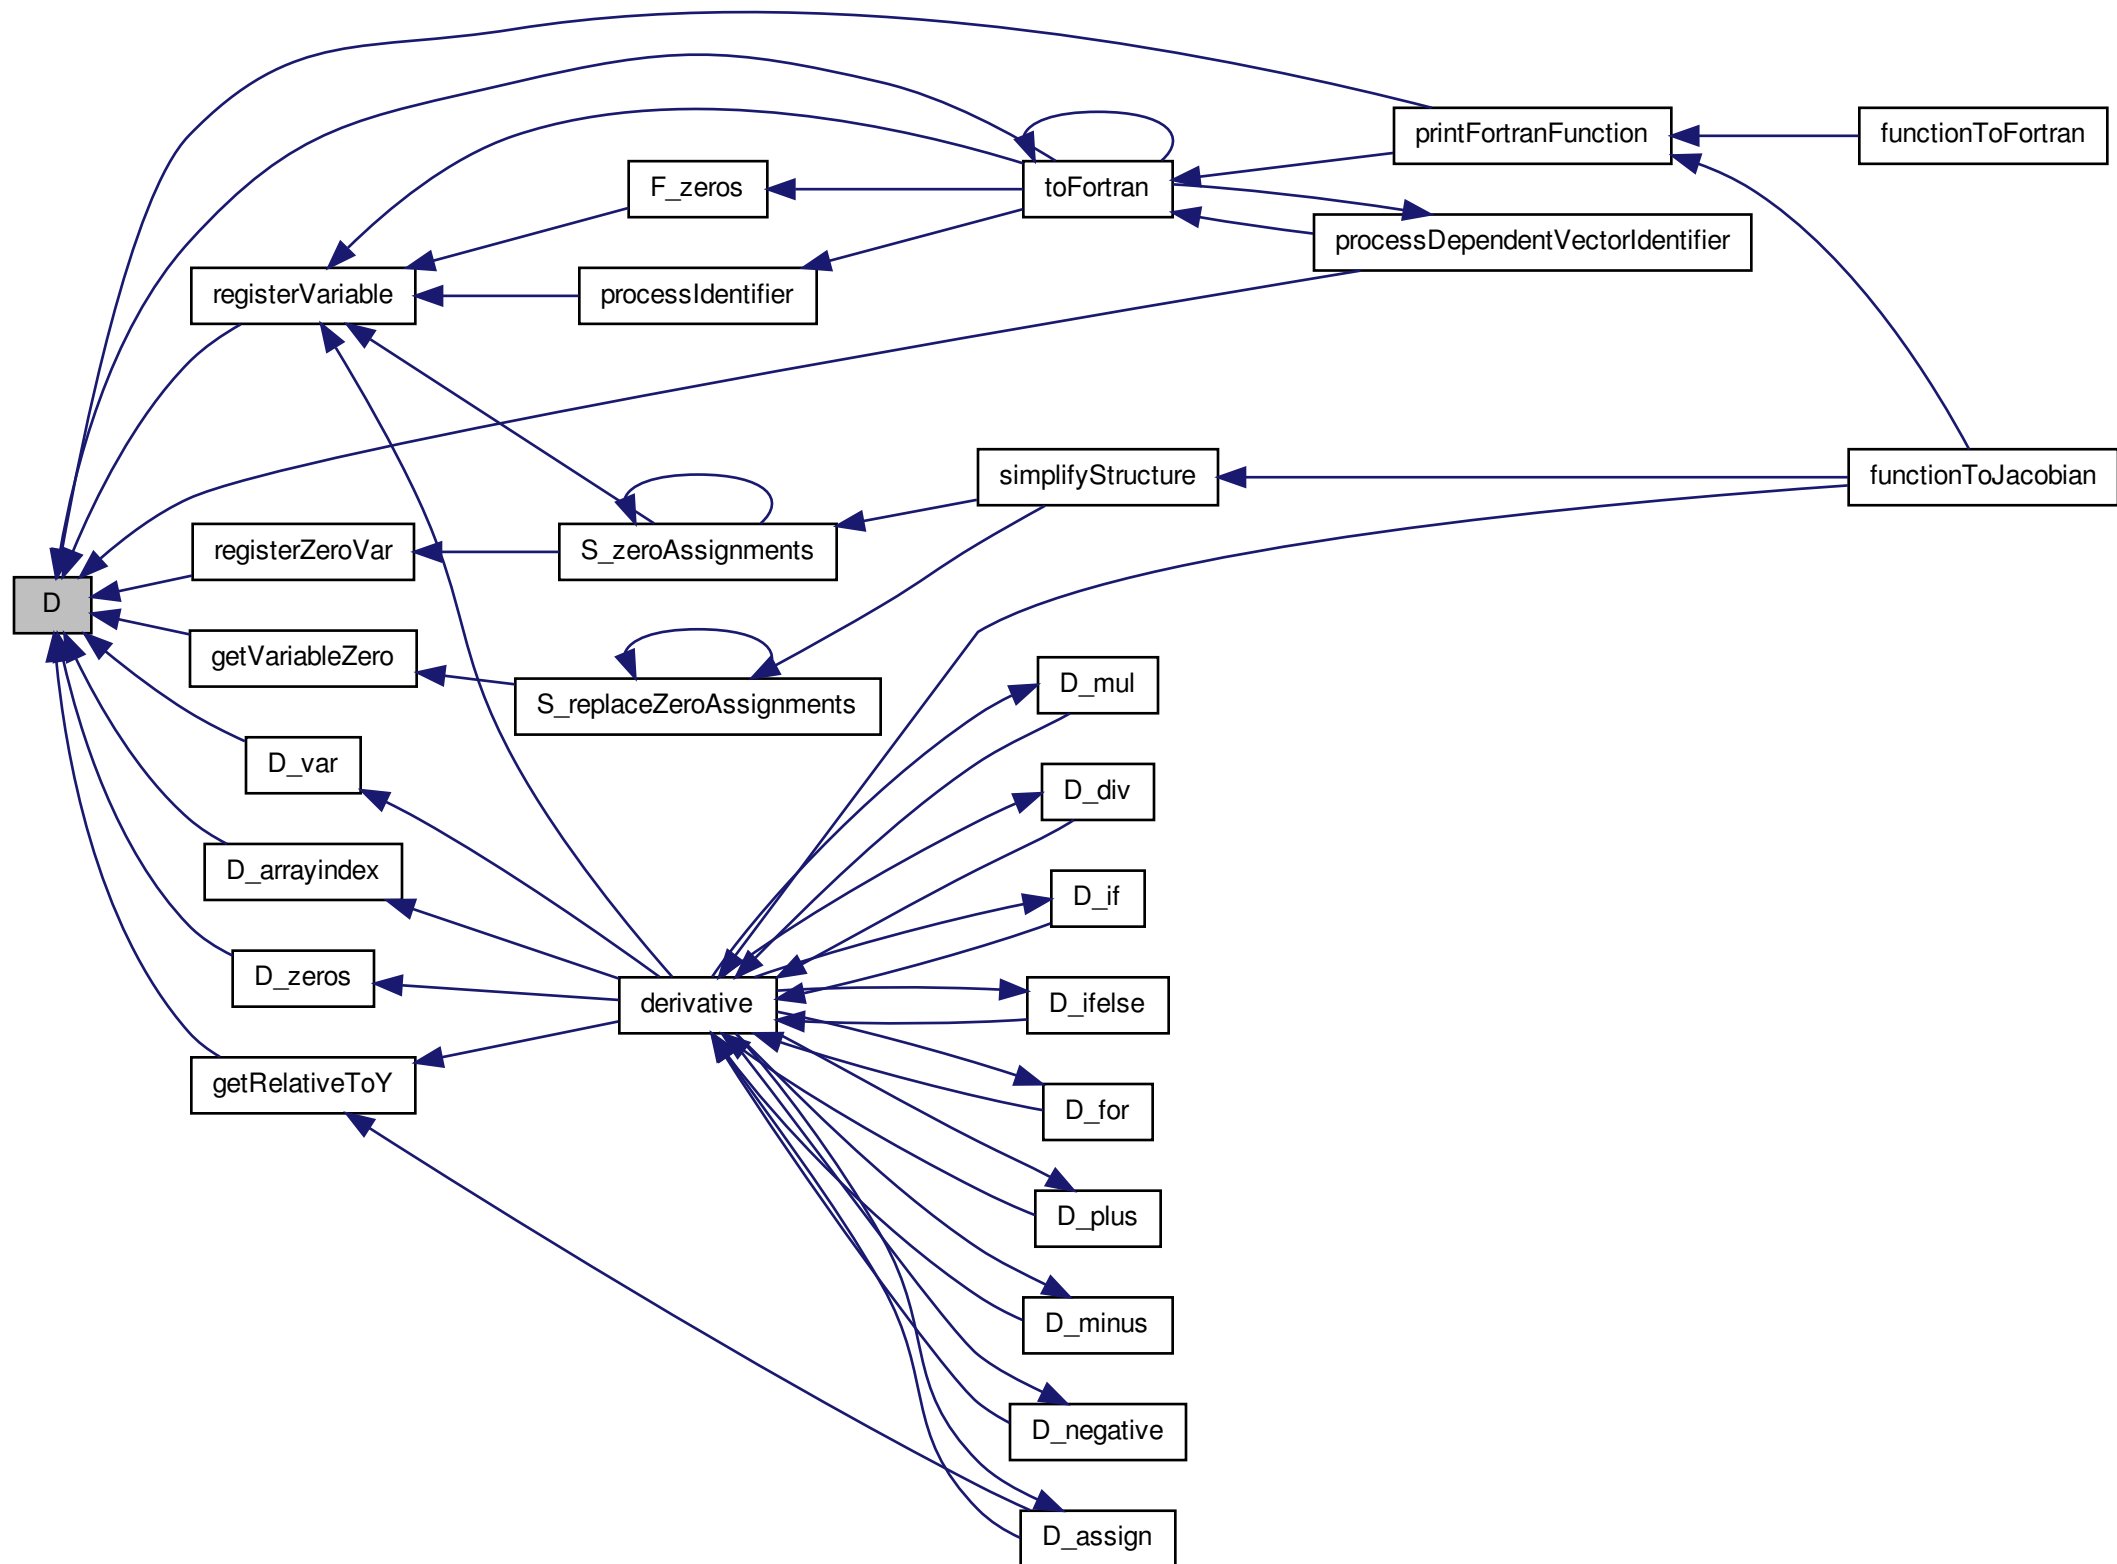 printFortranFunction
functionToFortran
F_zeros
toFortran
processDependentVectorIdentifier
registerVariable
processIdentifier
simplifyStructure
functionToJacobian
registerZeroVar
S_zeroAssignments
D
getVariableZero
S_replaceZeroAssignments
D_mul
D_var
D_div
D_arrayindex
D_if
D_zeros
derivative
D_ifelse
getRelativeToY
D_for
D_plus
D_minus
D_negative
D_assign